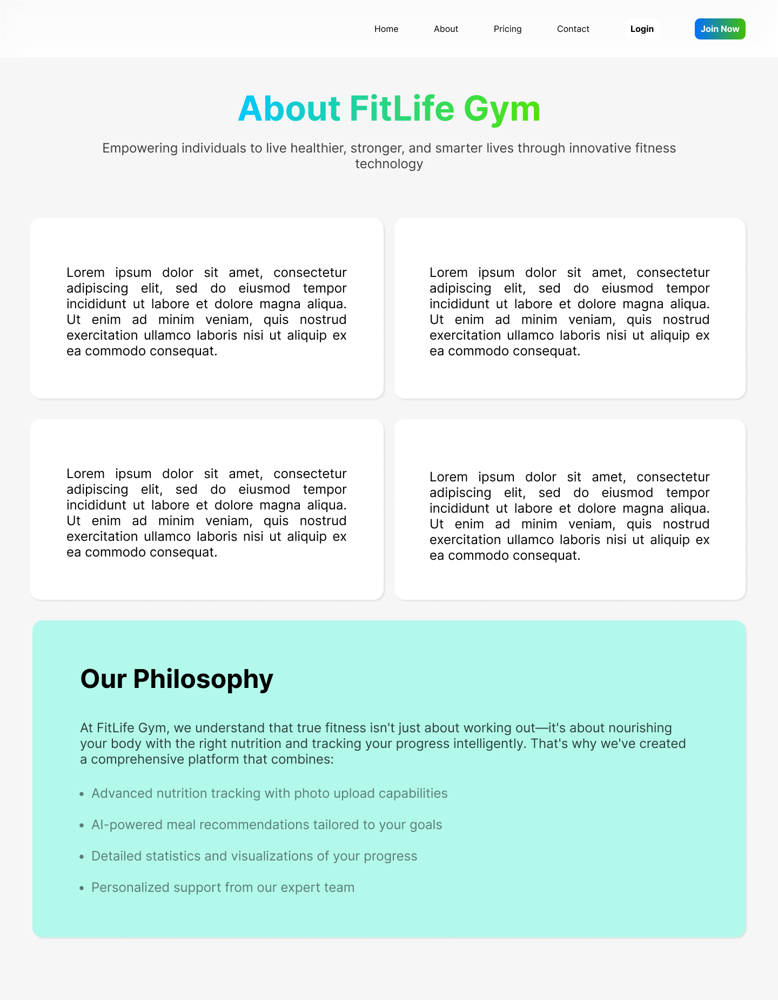 Home About Pricing Contact Login Join Now
About FitLife Gym
Empowering individuals to live healthier, stronger, and smarter lives through innovative fitness
technology
Lorem ipsum dolor sit amet, consectetur
adipiscing elit, sed do eiusmod tempor
incididunt ut labore et dolore magna aliqua.
Ut enim ad minim veniam, quis nostrud
exercitation ullamco laboris nisi ut aliquip ex
ea commodo consequat.
Lorem ipsum dolor sit amet, consectetur
adipiscing elit, sed do eiusmod tempor
incididunt ut labore et dolore magna aliqua.
Ut enim ad minim veniam, quis nostrud
exercitation ullamco laboris nisi ut aliquip ex
ea commodo consequat.
Lorem ipsum dolor sit amet, consectetur
adipiscing elit, sed do eiusmod tempor
incididunt ut labore et dolore magna aliqua.
Ut enim ad minim veniam, quis nostrud
exercitation ullamco laboris nisi ut aliquip ex
ea commodo consequat.
Lorem ipsum dolor sit amet, consectetur
adipiscing elit, sed do eiusmod tempor
incididunt ut labore et dolore magna aliqua.
Ut enim ad minim veniam, quis nostrud
exercitation ullamco laboris nisi ut aliquip ex
ea commodo consequat.
Our Philosophy
At FitLife Gym, we understand that true fitness isn't just about working out—it's about nourishing
your body with the right nutrition and tracking your progress intelligently. That's why we've created
a comprehensive platform that combines:
• Advanced nutrition tracking with photo upload capabilities
• AI-powered meal recommendations tailored to your goals
• Detailed statistics and visualizations of your progress
• Personalized support from our expert team